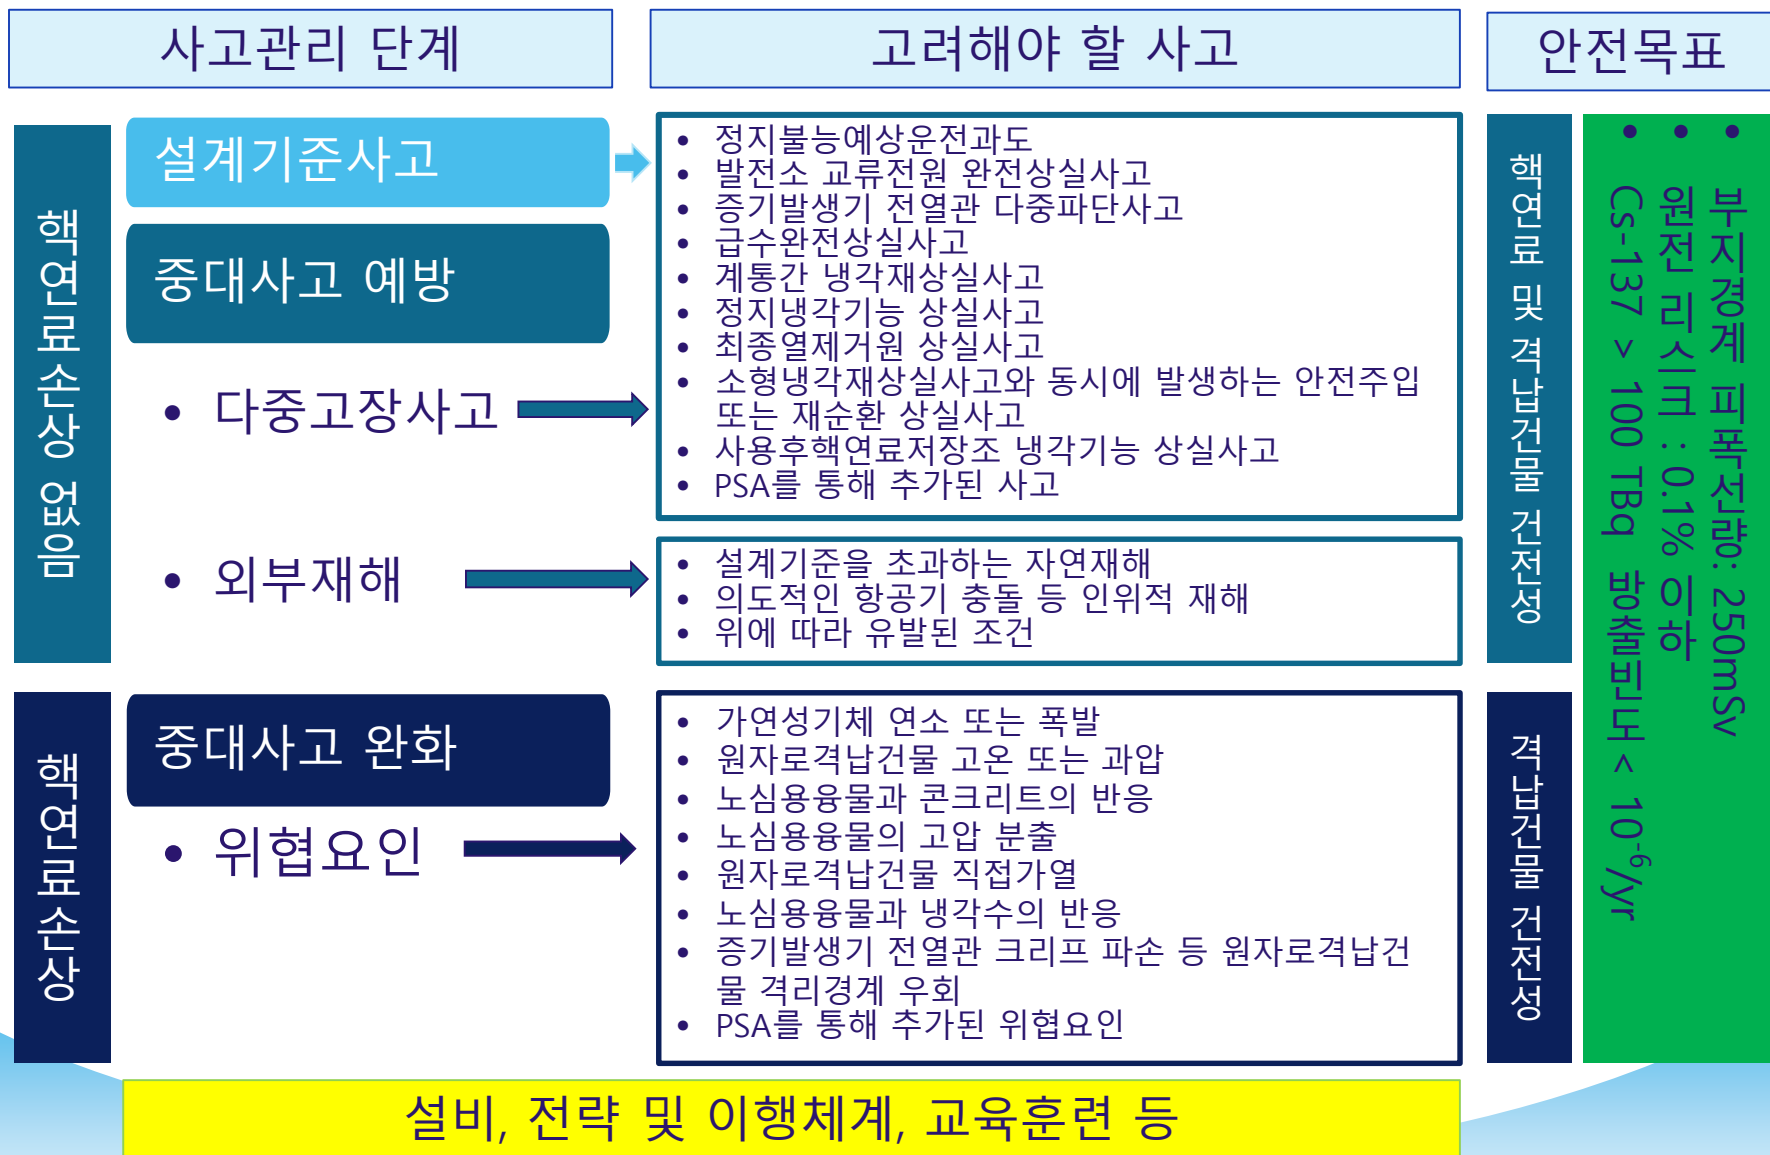 사고관리 단계
고려해야 할 사고
안전목표
핵연료손상 없음
설계기준사고
중대사고 예방
• 다중고장사고
• 외부재해
• 정지불능예상운전과도
• 발전소 교류전원 완전상실사고
• 증기발생기 전열관 다중파단사고
• 급수완전상실사고
• 계통간 냉각재상실사고
• 정지냉각기능 상실사고
• 최종열제거원 상실사고
• 소형냉각재상실사고와 동시에 발생하는 안전주입
또는 재순환 상실사고
• 사용후핵연료저장조 냉각기능 상실사고
• PSA를 통해 추가된 사고
• 설계기준을 초과하는 자연재해
• 의도적인 항공기 충돌 등 인위적 재해
• 위에 따라 유발된 조건
핵연료 및 격납건물 건전성
• 부지경계 피폭선량: 250mSv
• 원전 리스크 : 0.1% 이하
• Cs-137 > 100 TBq 방출빈도 < 10⁻⁶/yr
핵연료손상
중대사고 완화
• 위협요인
• 가연성기체 연소 또는 폭발
• 원자로격납건물 고온 또는 과압
• 노심용융물과 콘크리트의 반응
• 노심용융물의 고압 분출
• 원자로격납건물 직접가열
• 노심용융물과 냉각수의 반응
• 증기발생기 전열관 크리프 파손 등 원자로격납건
물 격리경계 우회
• PSA를 통해 추가된 위협요인
격납건물 건전성
설비, 전략 및 이행체계, 교육훈련 등